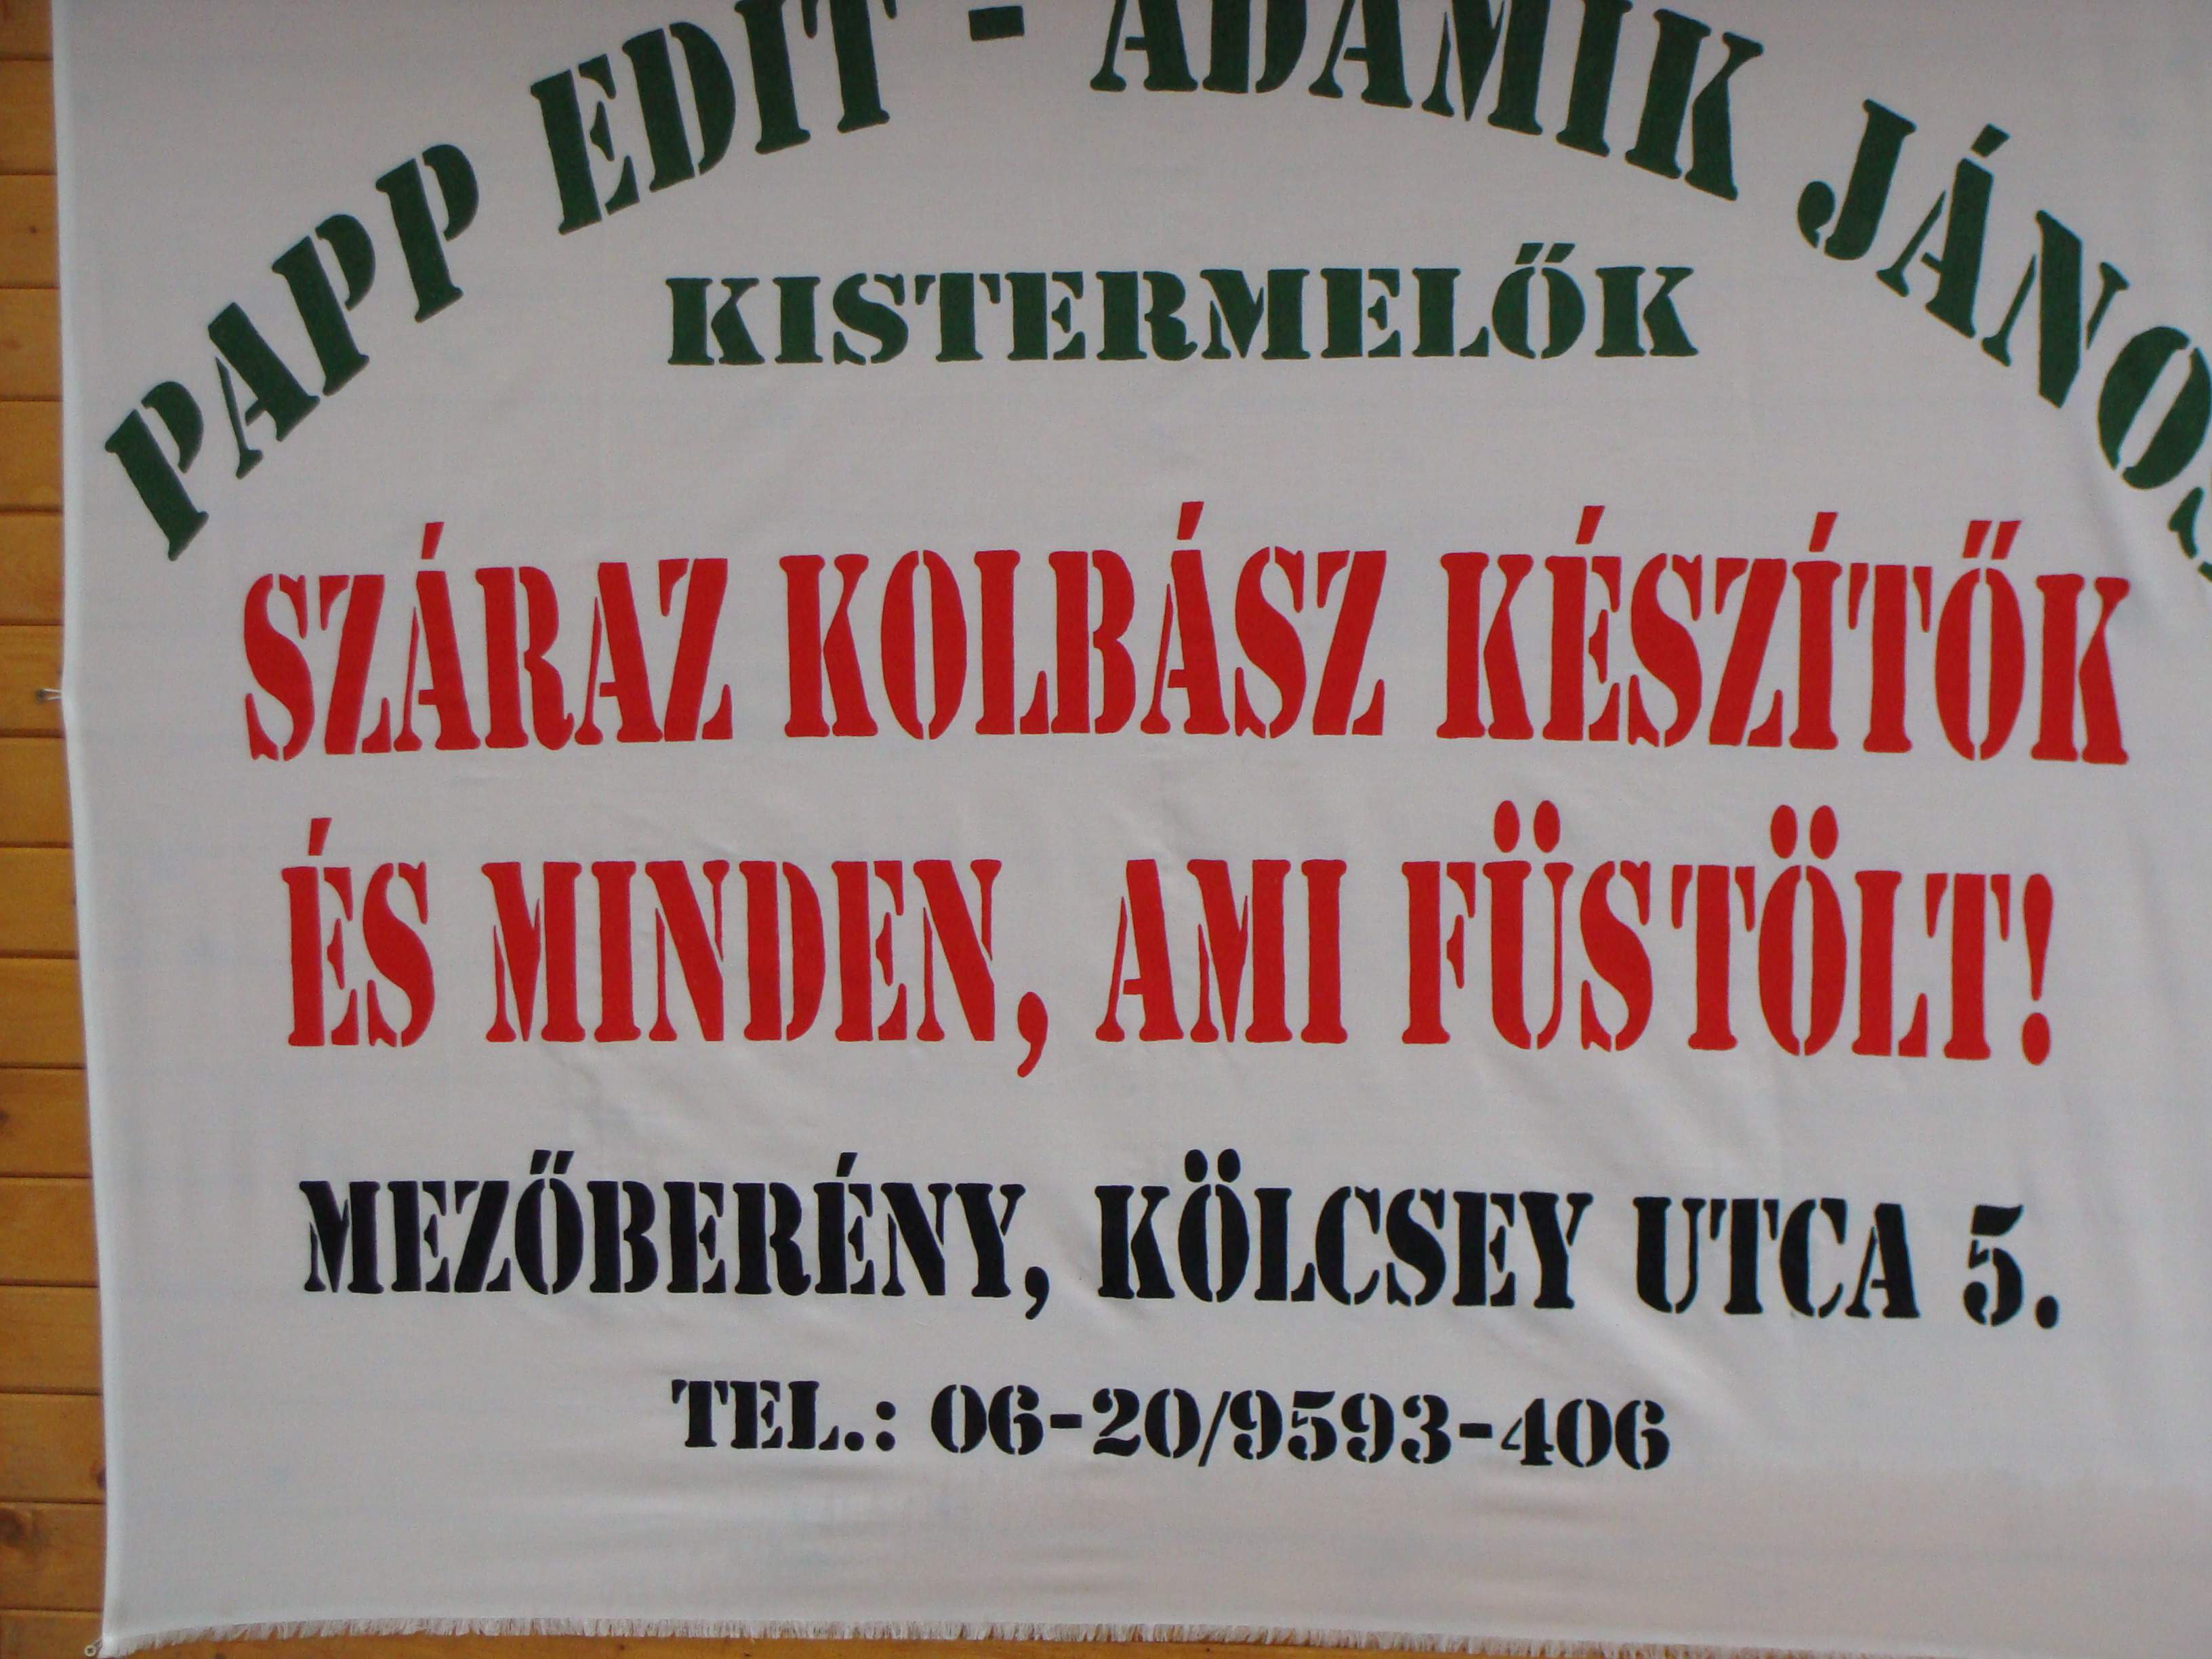 PAPP EDIT - ADAMIK JÁNOS
KISTERMELŐK
SZÁRAZ KOLBÁSZ KÉSZÍTŐK
ÉS MINDEN, AMI FÜSTÖLT!
MEZŐBERÉNY, KÖLCSEY UTCA 5.
TEL.: 06-20/9593-406